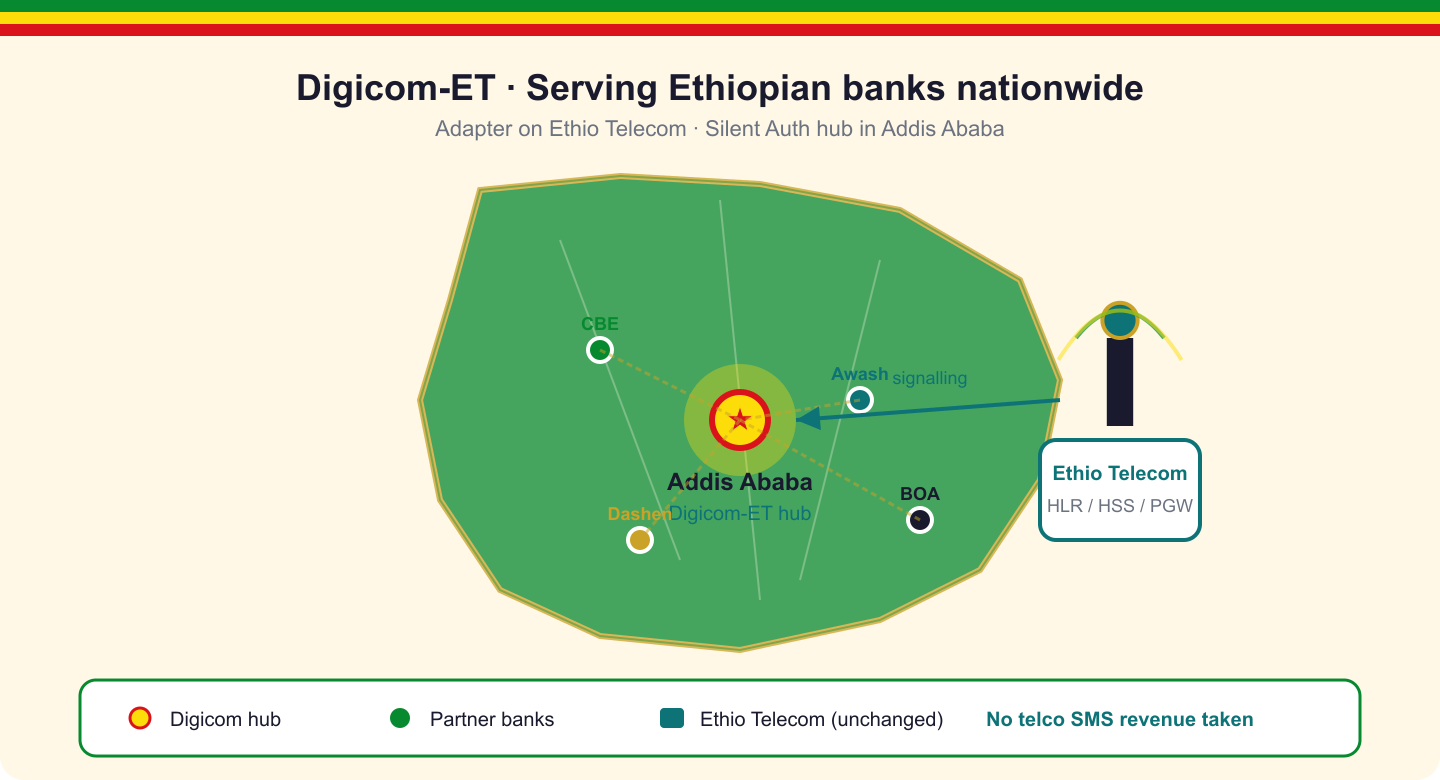 Digicom-ET · Serving Ethiopian banks nationwide
Adapter on Ethio Telecom · Silent Auth hub in Addis Ababa
CBE
Awash
signalling
Addis Ababa
Digicom-ET hub
Dashen
BOA
Ethio Telecom
HLR / HSS / PGW
Digicom hub
Partner banks
Ethio Telecom (unchanged)
No telco SMS revenue taken